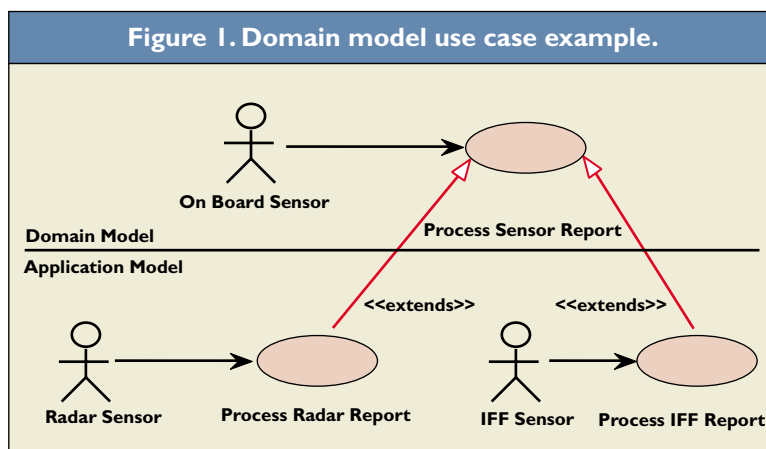 Figure 1. Domain model use case example.
On Board Sensor
Process Sensor Report
Domain Model
Application Model
<<extends>>
<<extends>>
Radar Sensor
Process Radar Report
IFF Sensor
Process IFF Report